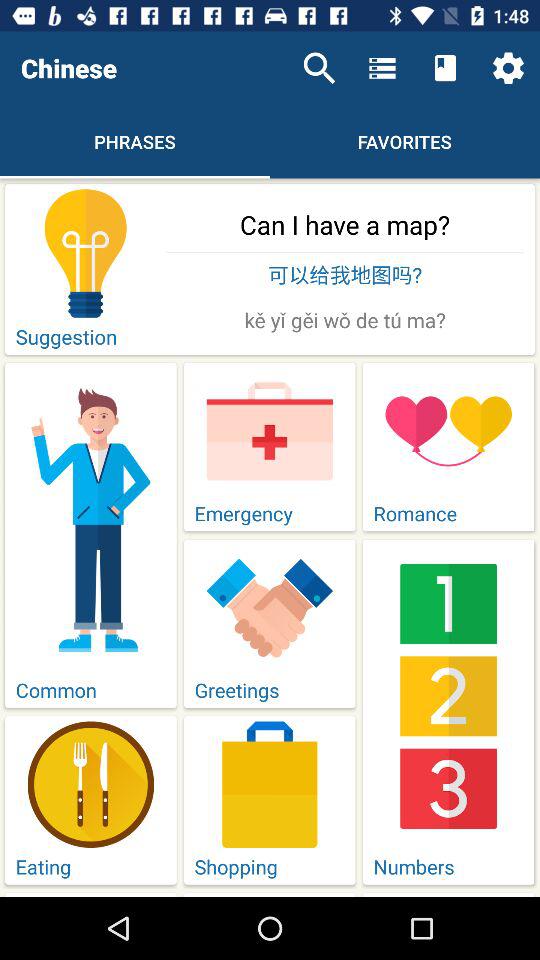 1:48
Chinese
PHRASES FAVORITES
Can I have a map?
可以给我地图吗?
kě yǐ gěi wǒ de tú ma?
Suggestion
Emergency
Romance
Common
Greetings
1
2
3
Eating
Shopping
Numbers